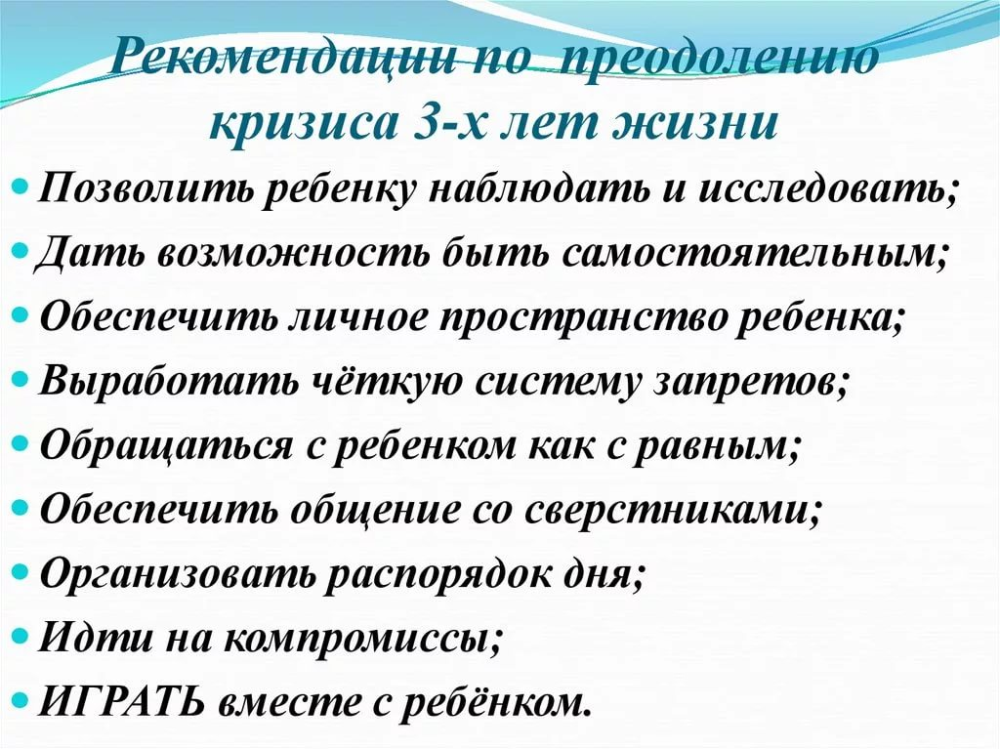 Рекомендации по преодолению
кризиса 3-х лет жизни
Позволить ребенку наблюдать и исследовать;
Дать возможность быть самостоятельным;
Обеспечить личное пространство ребенка;
Выработать чёткую систему запретов;
Обращаться с ребенком как с равным;
Обеспечить общение со сверстниками;
Организовать распорядок дня;
Идти на компромиссы;
ИГРАТЬ вместе с ребёнком.